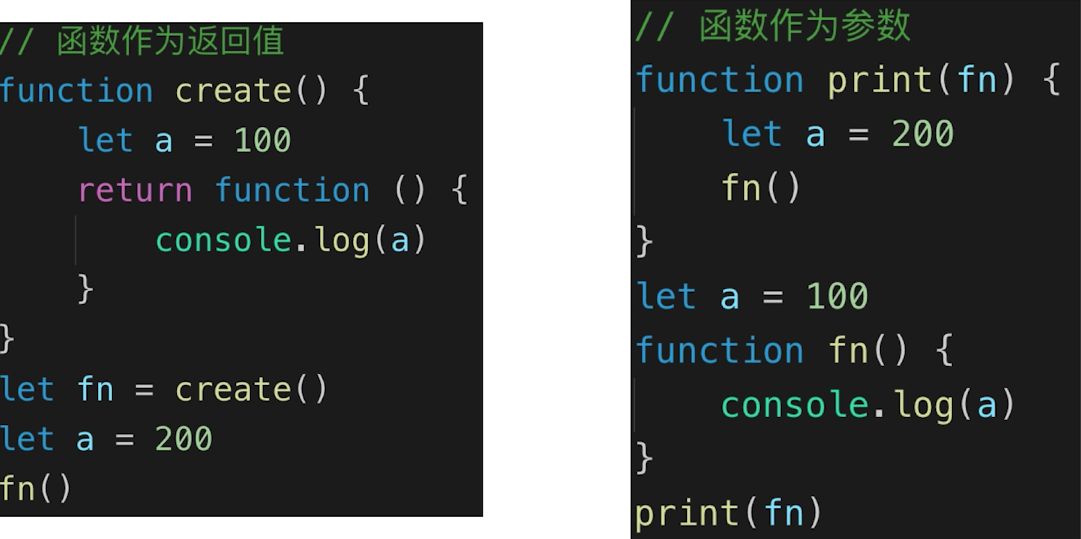 // 函数作为返回值
function create() {
    let a = 100
    return function () {
        console.log(a)
    }
}
let fn = create()
let a = 200
fn()
// 函数作为参数
function print(fn) {
    let a = 200
    fn()
}
let a = 100
function fn() {
    console.log(a)
}
print(fn)